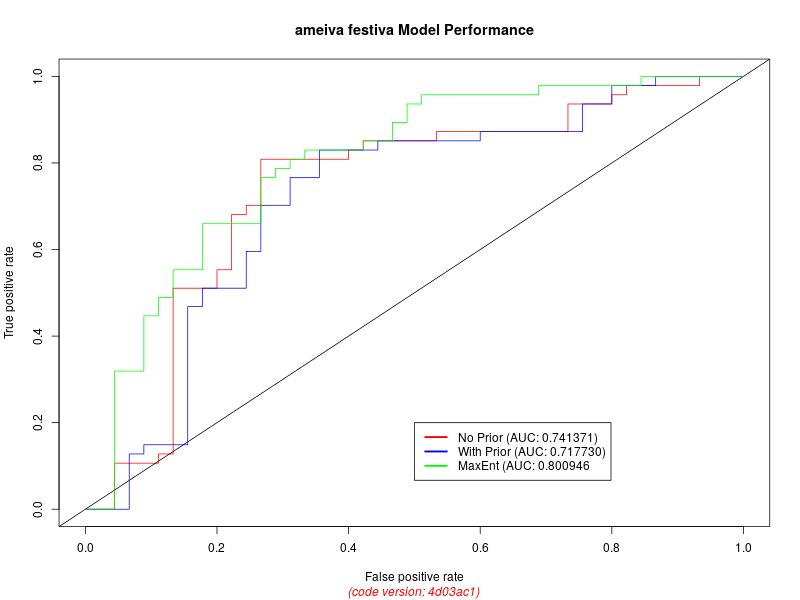 ameiva festiva Model Performance
True positive rate
1.0
0.8
0.6
0.4
0.2
0.0
No Prior (AUC: 0.741371)
With Prior (AUC: 0.717730)
MaxEnt (AUC: 0.800946
0.0 0.2 0.4 0.6 0.8 1.0
False positive rate
(code version: 4d03ac1)